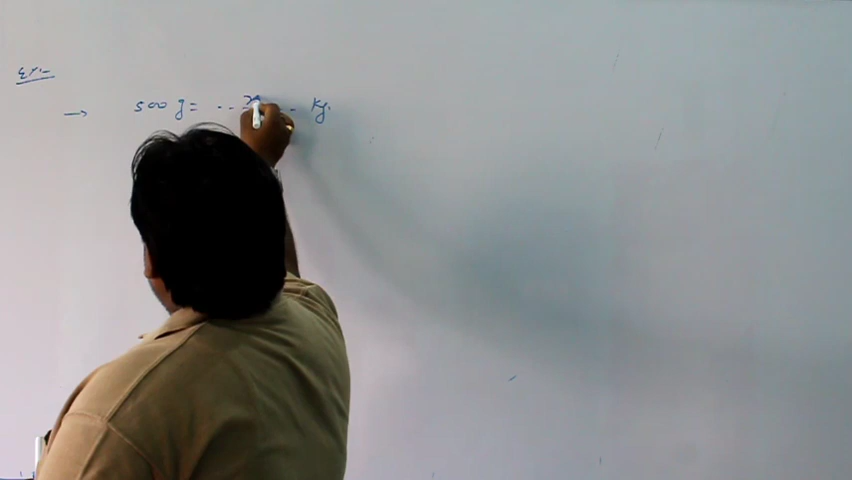 Ex:-
→ 500 g = .. x .. Kg.